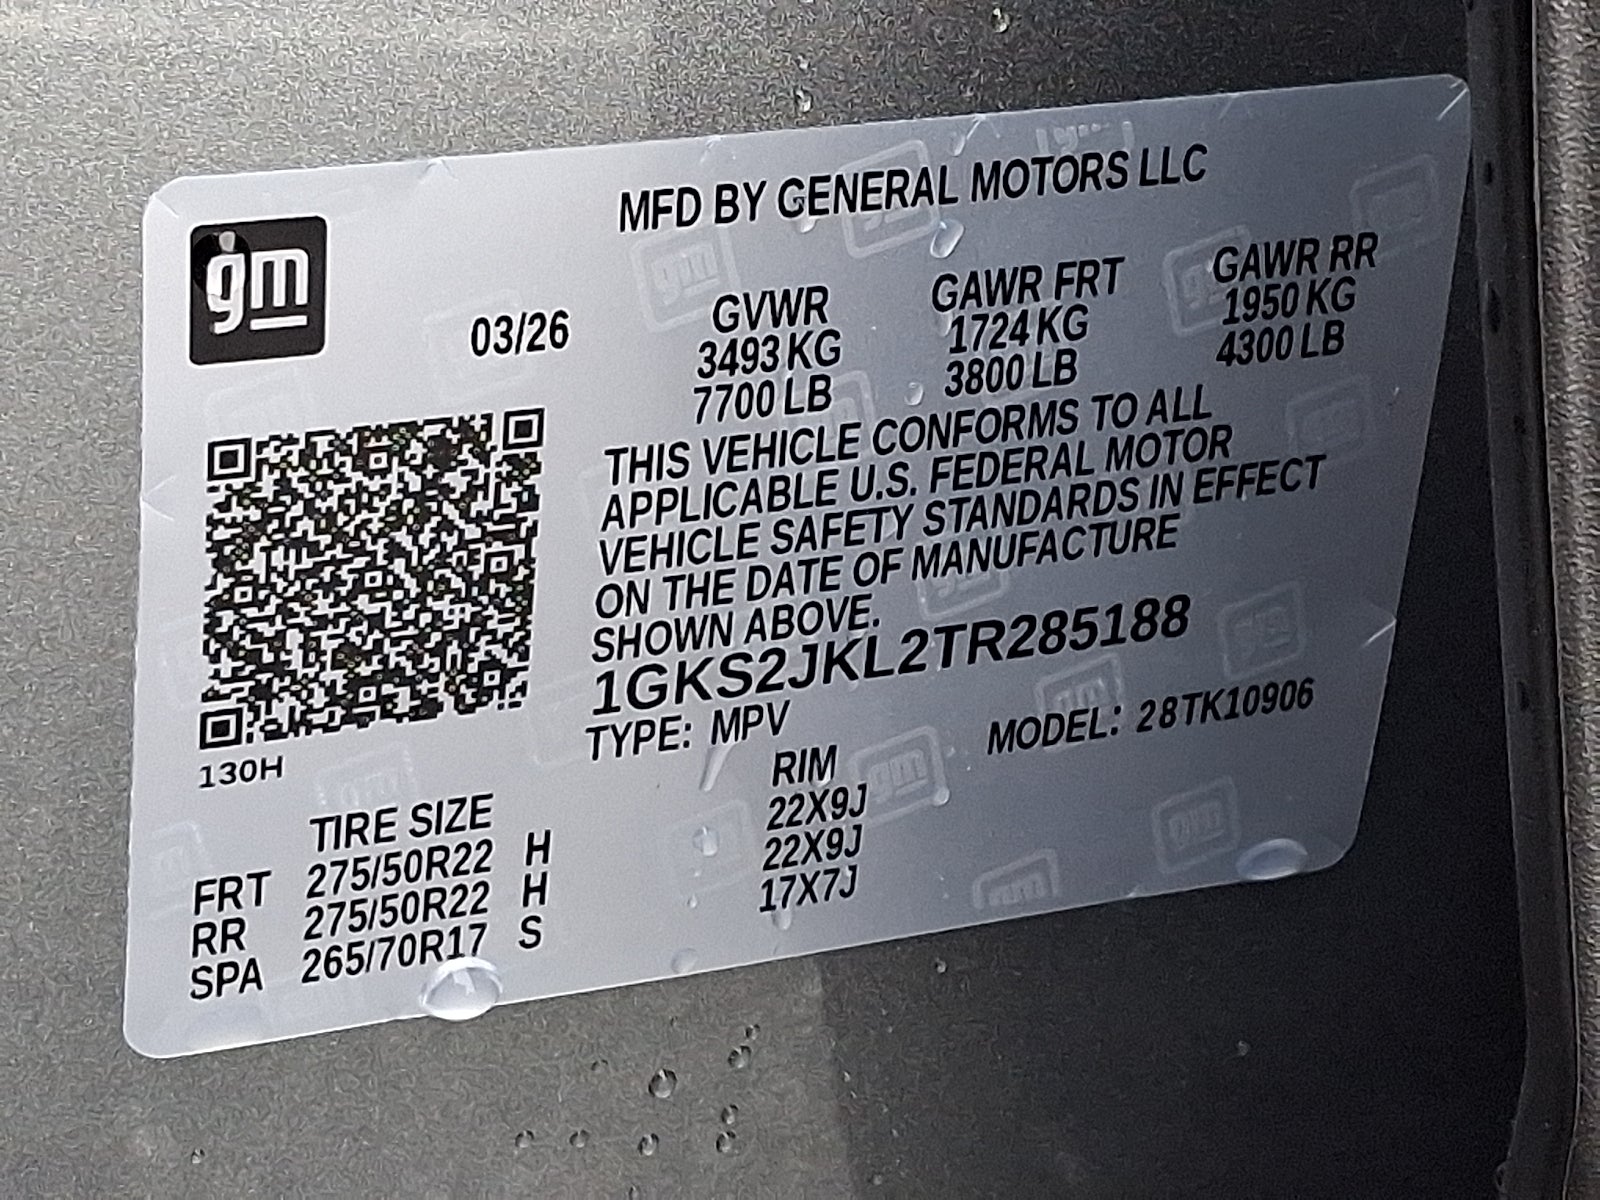 gm
MFD BY GENERAL MOTORS LLC
03/26
GVWR GAWR FRT GAWR RR
3493 KG 1724 KG 1950 KG
7700 LB 3800 LB 4300 LB
THIS VEHICLE CONFORMS TO ALL
APPLICABLE U.S. FEDERAL MOTOR
VEHICLE SAFETY STANDARDS IN EFFECT
ON THE DATE OF MANUFACTURE
SHOWN ABOVE.
1GKS2JKL2TR285188
TYPE: MPV MODEL: 28TK10906
130H
TIRE SIZE RIM
FRT 275/50R22 H 22X9J
RR 275/50R22 H 22X9J
SPA 265/70R17 S 17X7J